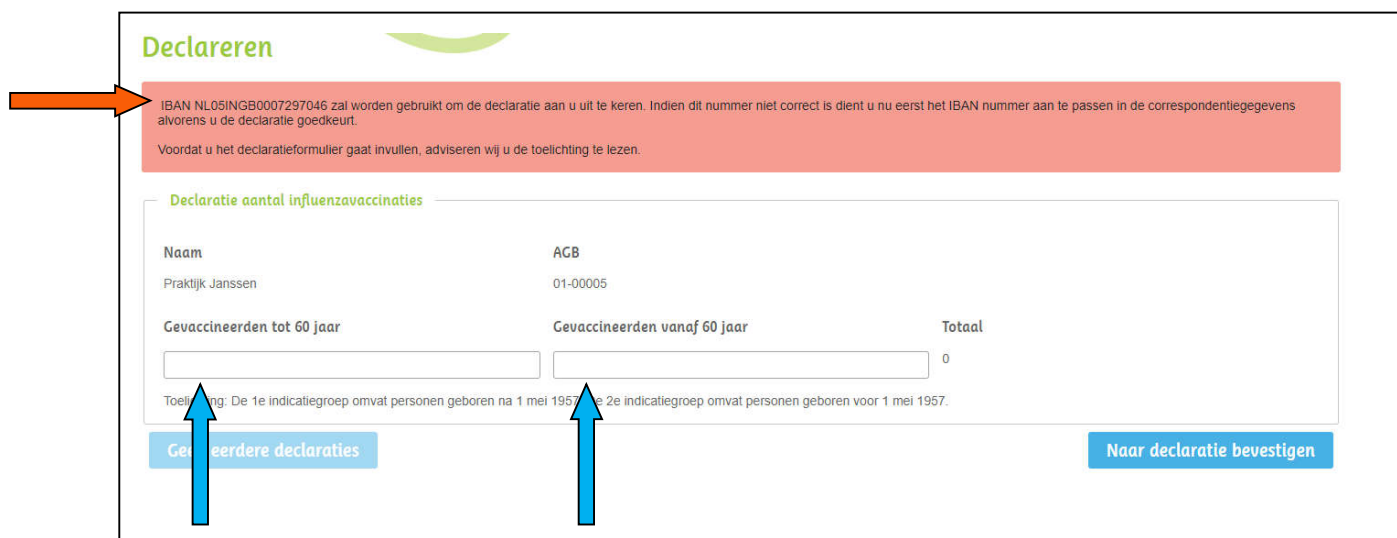 Declareren
IBAN NL05INGB0007297046 zal worden gebruikt om de declaratie aan u uit te keren. Indien dit nummer niet correct is dient u nu eerst het IBAN nummer aan te passen in de correspondentiegegevens
alvorens u de declaratie goedkeurt.
Voordat u het declaratieformulier gaat invullen, adviseren wij u de toelichting te lezen.
Declaratie aantal influenzavaccinaties
Naam AGB
Praktijk Janssen 01-00005
Gevaccineerden tot 60 jaar Gevaccineerden vanaf 60 jaar Totaal
0
De 1e indicatiegroep omvat personen geboren na 1 mei 1957 2e indicatiegroep omvat personen geboren voor 1 mei 1957.
declaraties Naar declaratie bevestigen